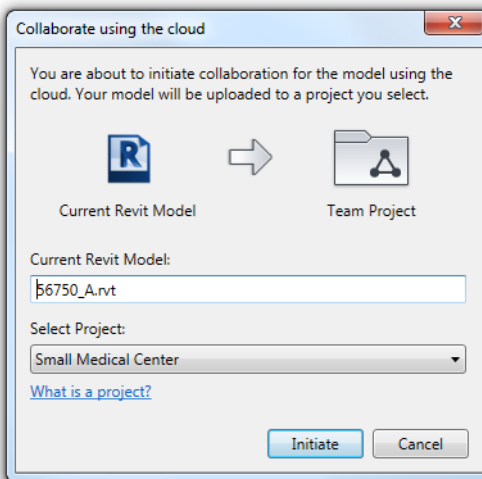 Collaborate using the cloud
You are about to initiate collaboration for the model using the
cloud. Your model will be uploaded to a project you select.
R
Current Revit Model
Team Project
Current Revit Model:
56750_A.rvt
Select Project:
Small Medical Center
What is a project?
Initiate
Cancel